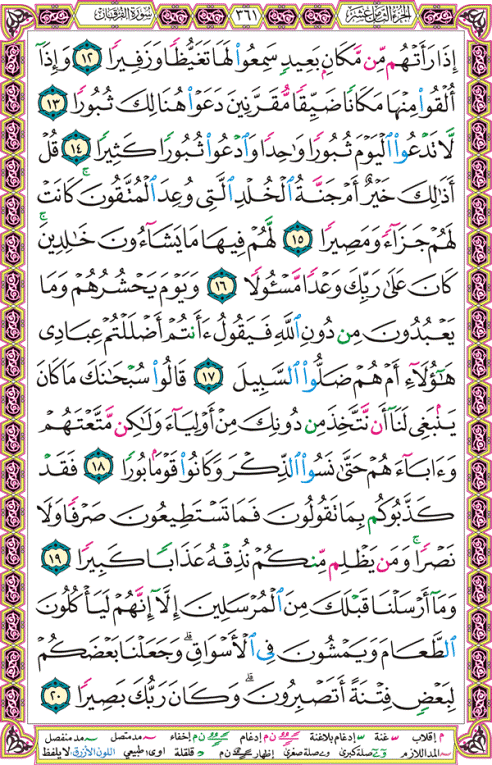 الجزء الثامن عشر ٣٦١ سورة الفرقان
إِذَا رَأَتْهُم مِّن مَّكَانٍۭ بَعِيدٍ سَمِعُوا۟ لَهَا تَغَيُّظًا وَزَفِيرًا ١٢ وَإِذَآ
أُلْقُوا۟ مِنْهَا مَكَانًا ضَيِّقًا مُّقَرَّنِينَ دَعَوْا۟ هُنَالِكَ ثُبُورًا ١٣
لَّا تَدْعُوا۟ ٱلْيَوْمَ ثُبُورًا وَٰحِدًا وَٱدْعُوا۟ ثُبُورًا كَثِيرًا ١٤ قُلْ
أَذَٰلِكَ خَيْرٌ أَمْ جَنَّةُ ٱلْخُلْدِ ٱلَّتِى وُعِدَ ٱلْمُتَّقُونَ ۚ كَانَتْ
لَهُمْ جَزَآءً وَمَصِيرًا ١٥ لَّهُمْ فِيهَا مَا يَشَآءُونَ خَٰلِدِينَ ۚ
كَانَ عَلَىٰ رَبِّكَ وَعْدًا مَّسْـُٔولًا ١٦ وَيَوْمَ يَحْشُرُهُمْ وَمَا
يَعْبُدُونَ مِن دُونِ ٱللَّهِ فَيَقُولُ ءَأَنتُمْ أَضْلَلْتُمْ عِبَادِى
هَٰٓؤُلَآءِ أَمْ هُمْ ضَلُّوا۟ ٱلسَّبِيلَ ١٧ قَالُوا۟ سُبْحَٰنَكَ مَا كَانَ
يَنۢبَغِى لَنَآ أَن نَّتَّخِذَ مِن دُونِكَ مِنْ أَوْلِيَآءَ وَلَٰكِن مَّتَّعْتَهُمْ
وَءَابَآءَهُمْ حَتَّىٰ نَسُوا۟ ٱلذِّكْرَ وَكَانُوا۟ قَوْمًۢا بُورًا ١٨ فَقَدْ
كَذَّبُوكُم بِمَا تَقُولُونَ فَمَا تَسْتَطِيعُونَ صَرْفًا وَلَا
نَصْرًا ۚ وَمَن يَظْلِم مِّنكُمْ نُذِقْهُ عَذَابًا كَبِيرًا ١٩
وَمَآ أَرْسَلْنَا قَبْلَكَ مِنَ ٱلْمُرْسَلِينَ إِلَّآ إِنَّهُمْ لَيَأْكُلُونَ
ٱلطَّعَامَ وَيَمْشُونَ فِى ٱلْأَسْوَاقِ ۗ وَجَعَلْنَا بَعْضَكُمْ
لِبَعْضٍ فِتْنَةً أَتَصْبِرُونَ ۗ وَكَانَ رَبُّكَ بَصِيرًا ٢٠
م إقلاب غنة إدغام بلاغنة ن م إدغام ن م إخفاء مد متصل مد منفصل
المد اللازم صلة كبرى صلة صغرى إظهار ن م قلقلة اوى: طبيعي اللون الأزرق: لا يلفظ